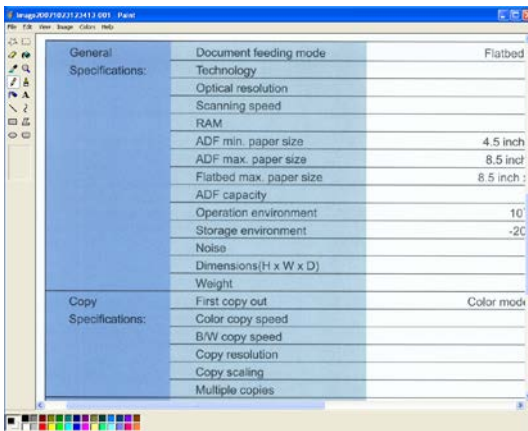 Image20071023123413 001 - Paint
File Edit View Image Colors Help
General Document feeding mode Flatbed
Specifications: Technology
Optical resolution
Scanning speed
RAM
ADF min. paper size 4.5 inch
ADF max. paper size 8.5 inch
Flatbed max. paper size 8.5 inch
ADF capacity
Operation environment 10
Storage environment -20
Noise
Dimensions(H x W x D)
Weight
Copy First copy out Color mode
Specifications: Color copy speed
B/W copy speed
Copy resolution
Copy scaling
Multiple copies